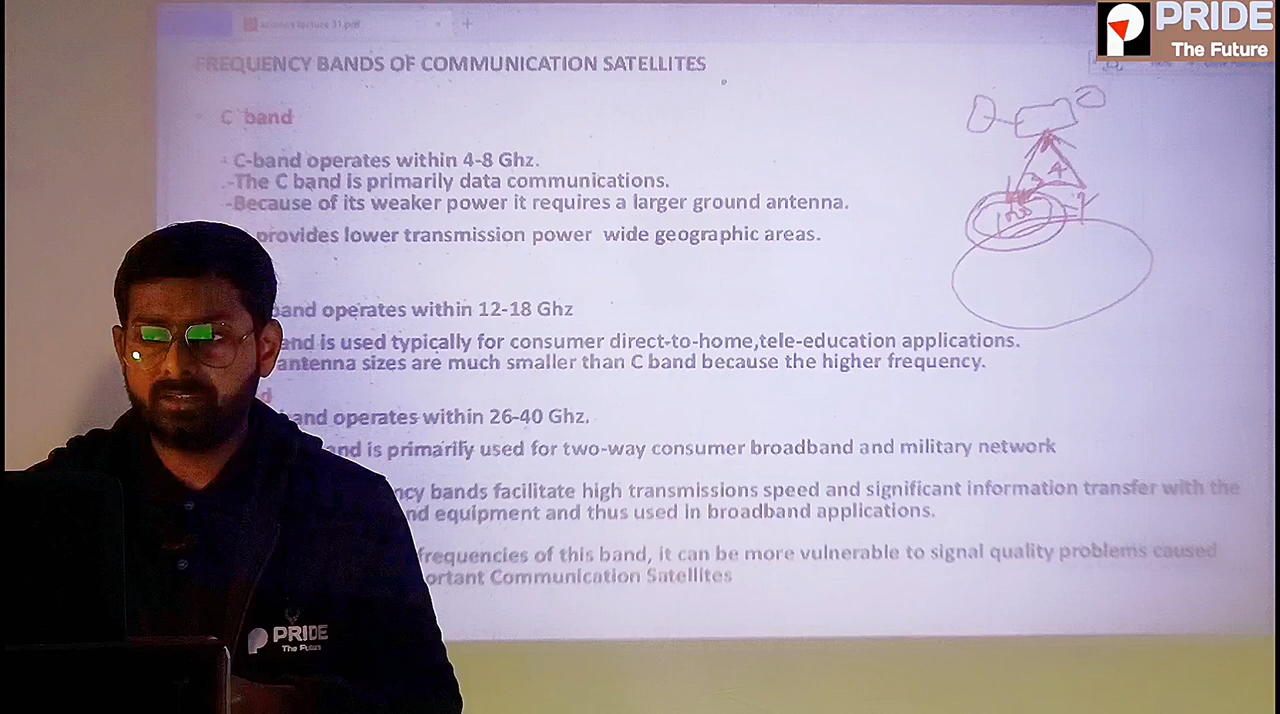 science lecture 31.pdf
PRIDE
The Future
FREQUENCY BANDS OF COMMUNICATION SATELLITES
C band
C-band operates within 4-8 Ghz.
-The C band is primarily data communications.
-Because of its weaker power it requires a larger ground antenna.
provides lower transmission power wide geographic areas.
band operates within 12-18 Ghz
is used typically for consumer direct-to-home,tele-education applications.
antenna sizes are much smaller than C band because the higher frequency.
operates within 26-40 Ghz.
is primarily used for two-way consumer broadband and military network
bands facilitate high transmissions speed and significant information transfer with the
equipment and thus used in broadband applications.
frequencies of this band, it can be more vulnerable to signal quality problems caused
Communication Satellites
PRIDE
The Future